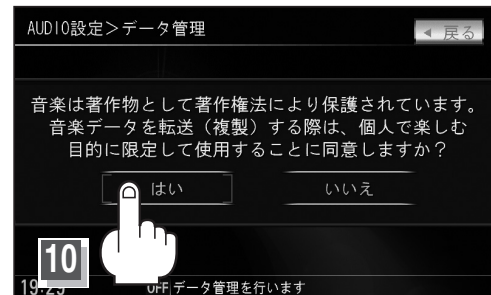 AUDIO設定＞データ管理
◀ 戻る
音楽は著作物として著作権法により保護されています。
音楽データを転送（複製）する際は、個人で楽しむ
目的に限定して使用することに同意しますか？
はい
いいえ
10
19:29
OFF データ管理を行います